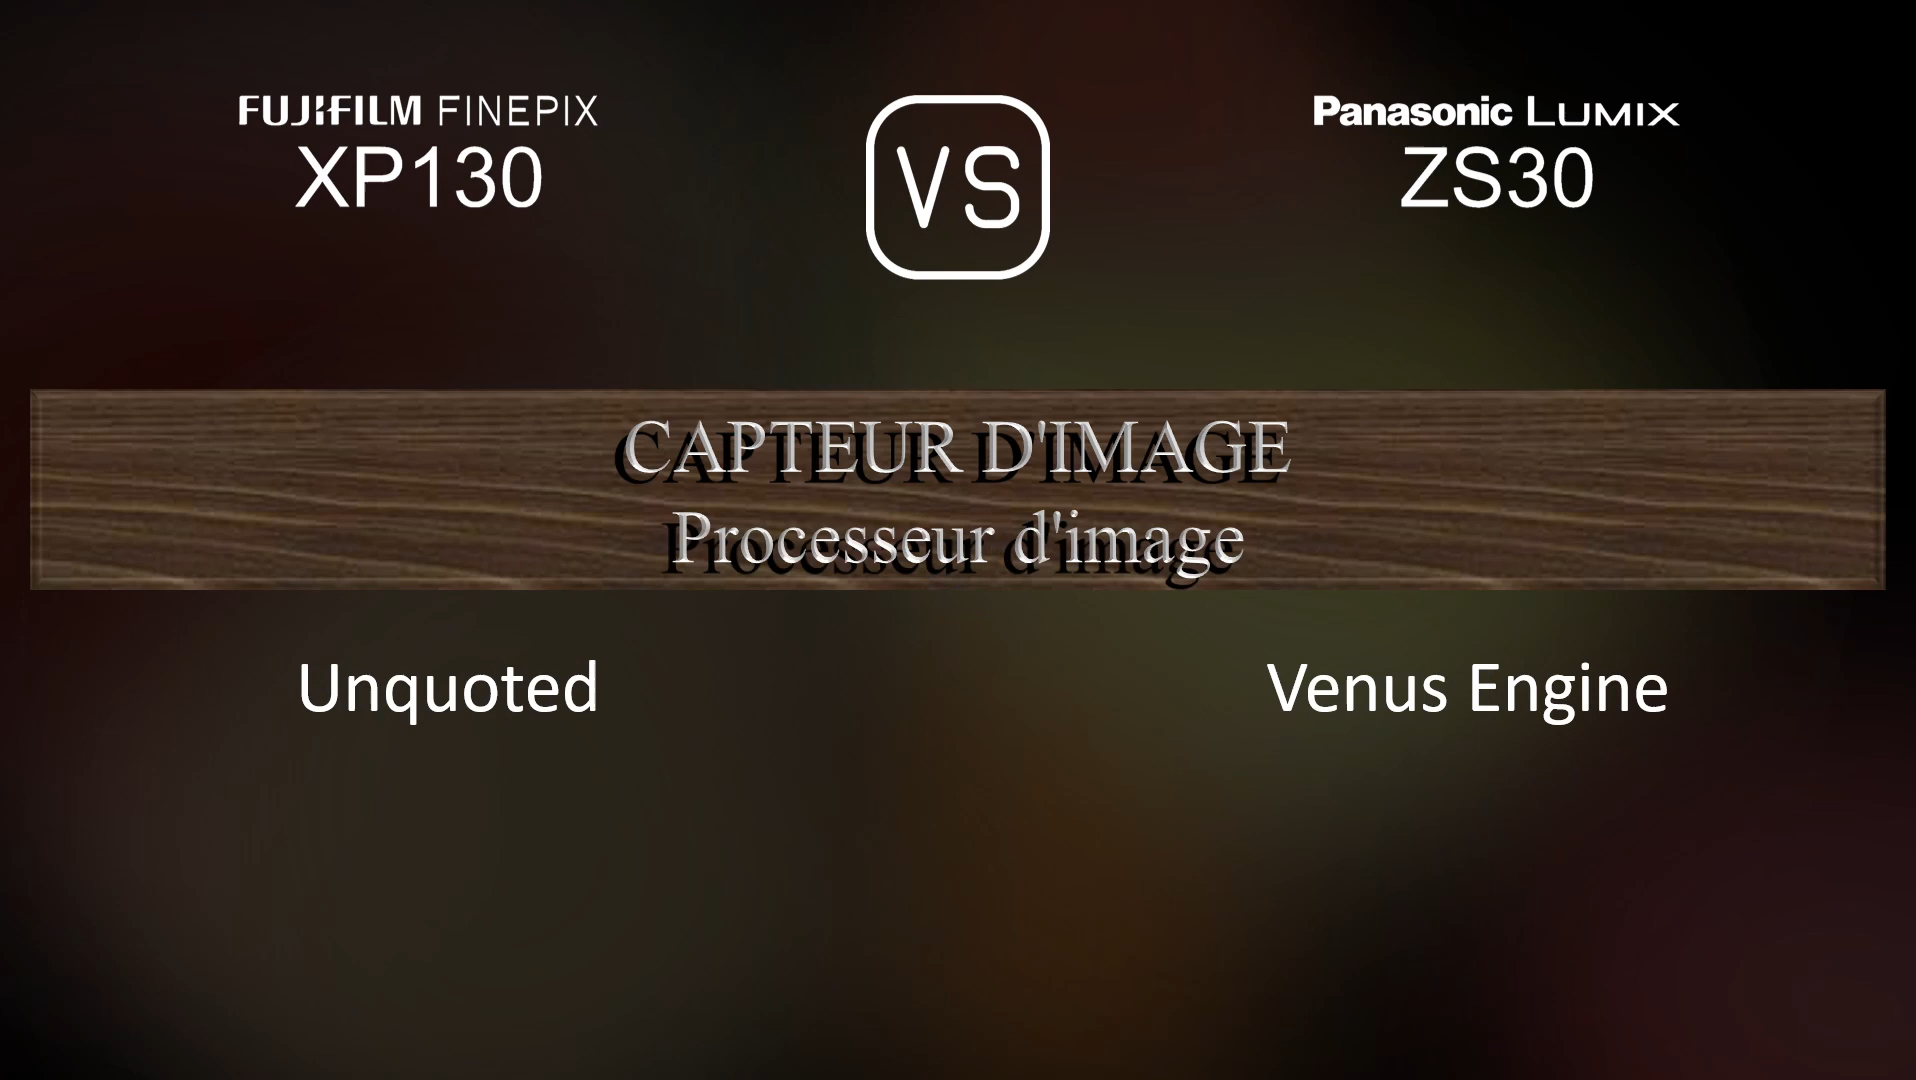 FUJIFILM FINEPIX
XP130
VS
Panasonic LUMIX
ZS30
CAPTEUR D'IMAGE
Processeur d'image
Unquoted
Venus Engine